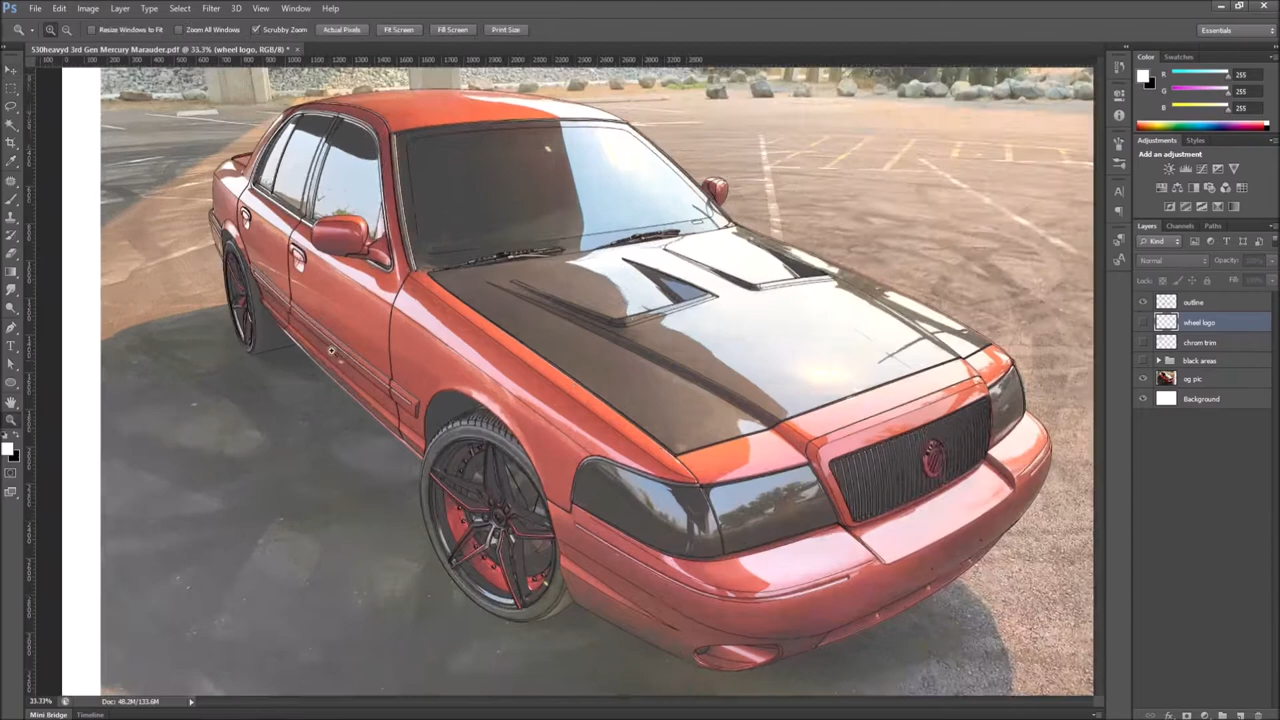 Ps File Edit Image Layer Type Select Filter 3D View Window Help
Resize Windows to Fit Zoom All Windows Scrubby Zoom Actual Pixels Fit Screen Fill Screen Print Size Essentials
530heavyd 3rd Gen Mercury Marauder.pdf @ 33.3% (wheel logo, RGB/8) *
Color Swatches
R 255
G 255
B 255
Adjustments Styles
Add an adjustment
Layers Channels Paths
Kind
Normal Opacity:
Lock: Fill:
outline
wheel logo
chrom trim
black areas
og pic
Background
33.33% Doc: 48.2M/133.6M
Mini Bridge Timeline